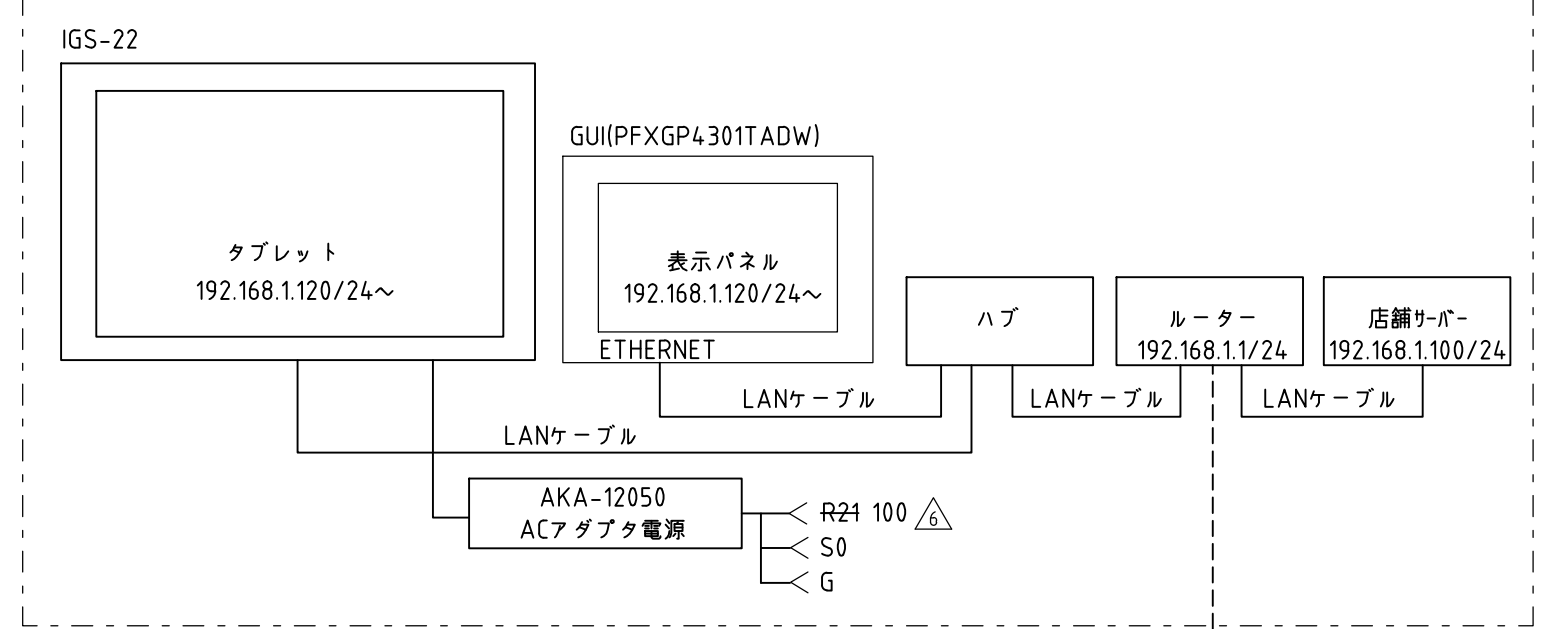 IGS-22
タブレット
192.168.1.120/24～
GUI(PFXGP4301TADW)
表示パネル
192.168.1.120/24～
ETHERNET
ハブ
ルーター
192.168.1.1/24
店舗サーバー
192.168.1.100/24
LANケーブル
LANケーブル
LANケーブル
LANケーブル
AKA-12050
ACアダプタ電源
R21 100 6
S0
G